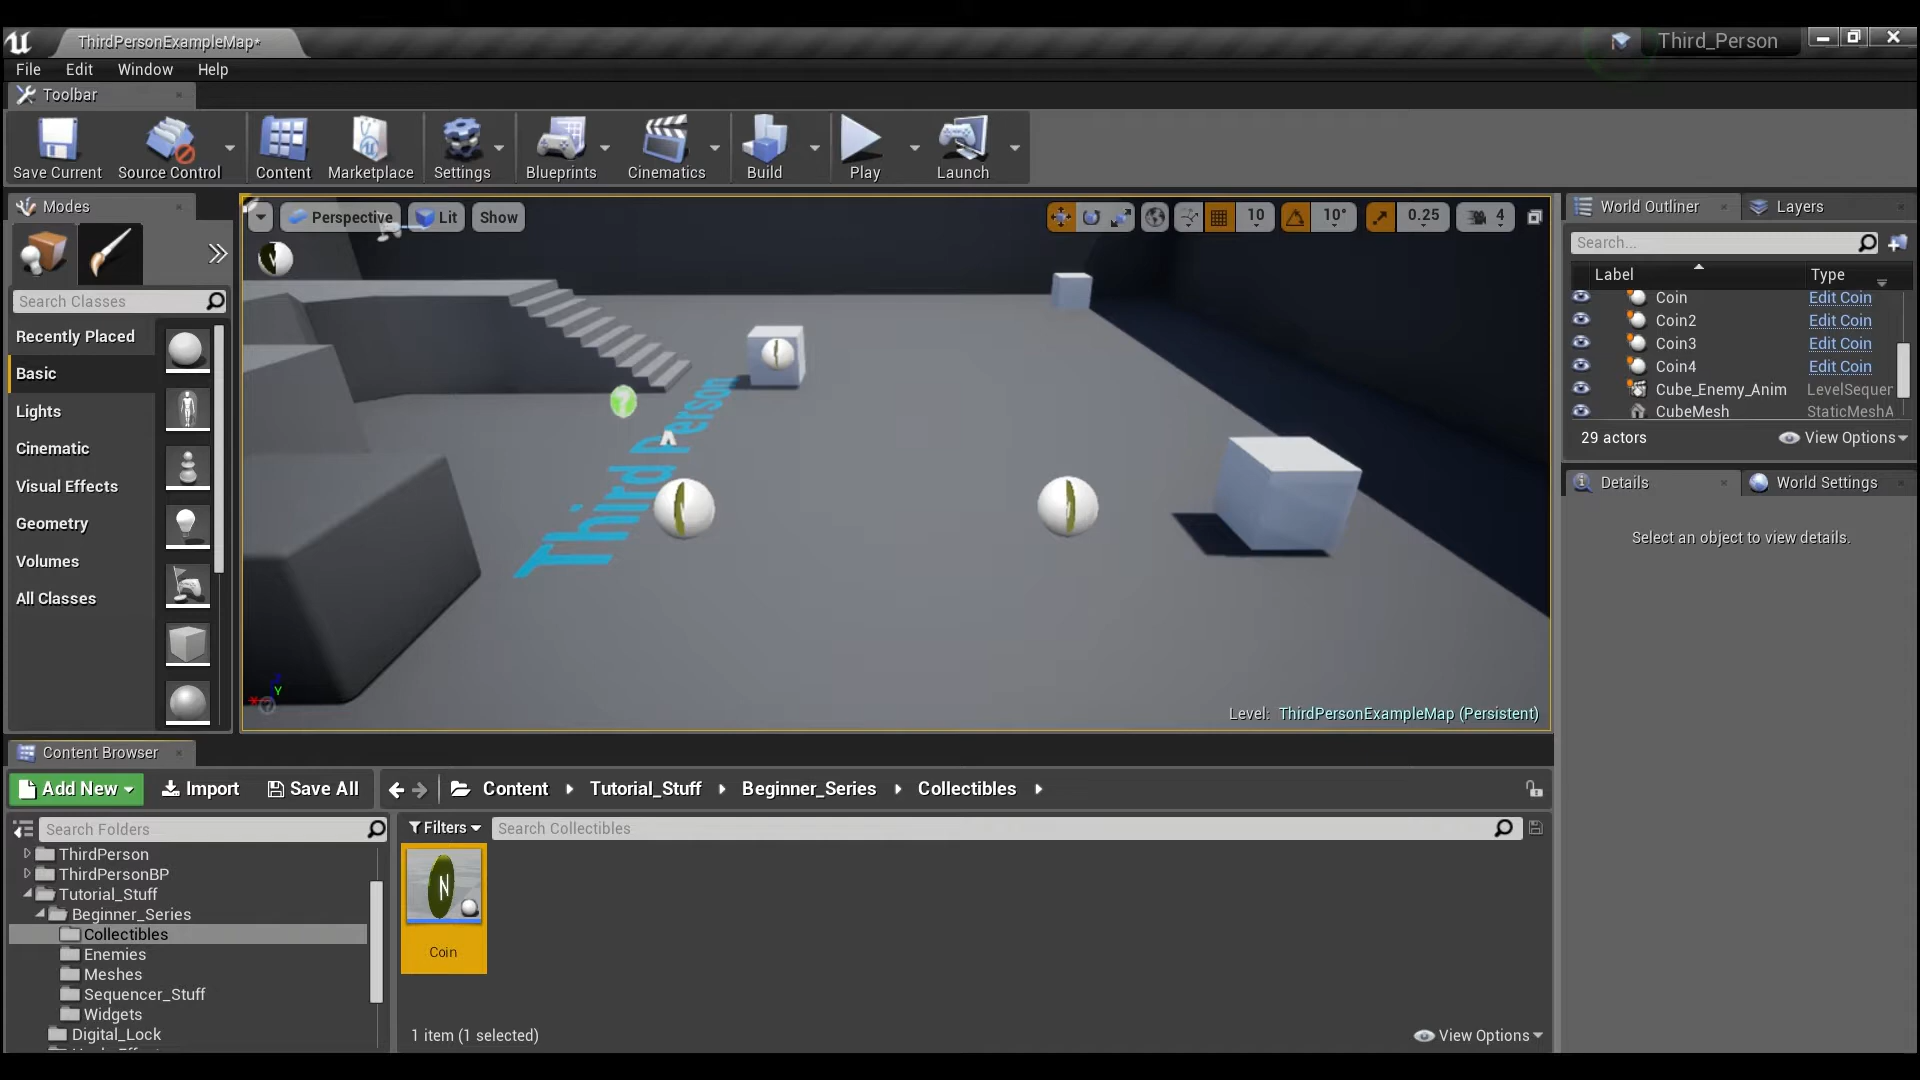 ThirdPersonExampleMap*
Third_Person
File Edit Window Help
Toolbar
Save Current Source Control Content Marketplace Settings Blueprints Cinematics Build Play Launch
Modes
Perspective Lit Show
10 10° 0.25 4
World Outliner Layers
Search...
Label Type
Search Classes
Recently Placed
Basic
Lights
Cinematic
Visual Effects
Geometry
Volumes
All Classes
Coin Edit Coin
Coin2 Edit Coin
Coin3 Edit Coin
Coin4 Edit Coin
Cube_Enemy_Anim LevelSequer
CubeMesh StaticMeshA
29 actors View Options
Details World Settings
Select an object to view details.
Third Person
Y
Level: ThirdPersonExampleMap (Persistent)
Content Browser
Add New Import Save All Content Tutorial_Stuff Beginner_Series Collectibles
Search Folders Filters Search Collectibles
ThirdPerson
ThirdPersonBP
Tutorial_Stuff
Beginner_Series
Collectibles
Enemies
Meshes
Sequencer_Stuff
Widgets
Digital_Lock
N
Coin
1 item (1 selected) View Options